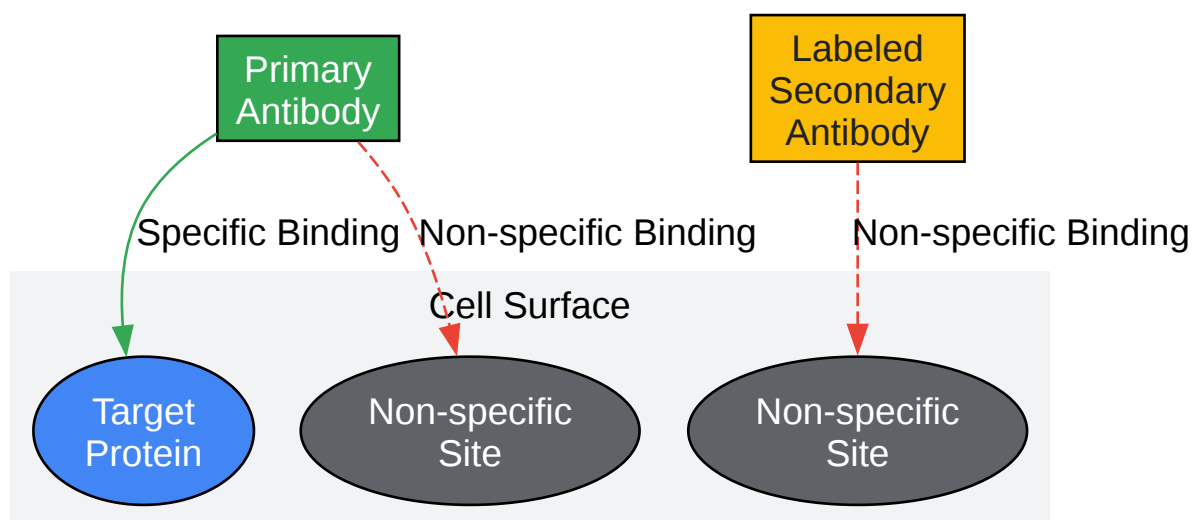 Primary
Antibody
Labeled
Secondary
Antibody
Specific Binding
Non-specific Binding
Non-specific Binding
Cell Surface
Target
Protein
Non-specific
Site
Non-specific
Site